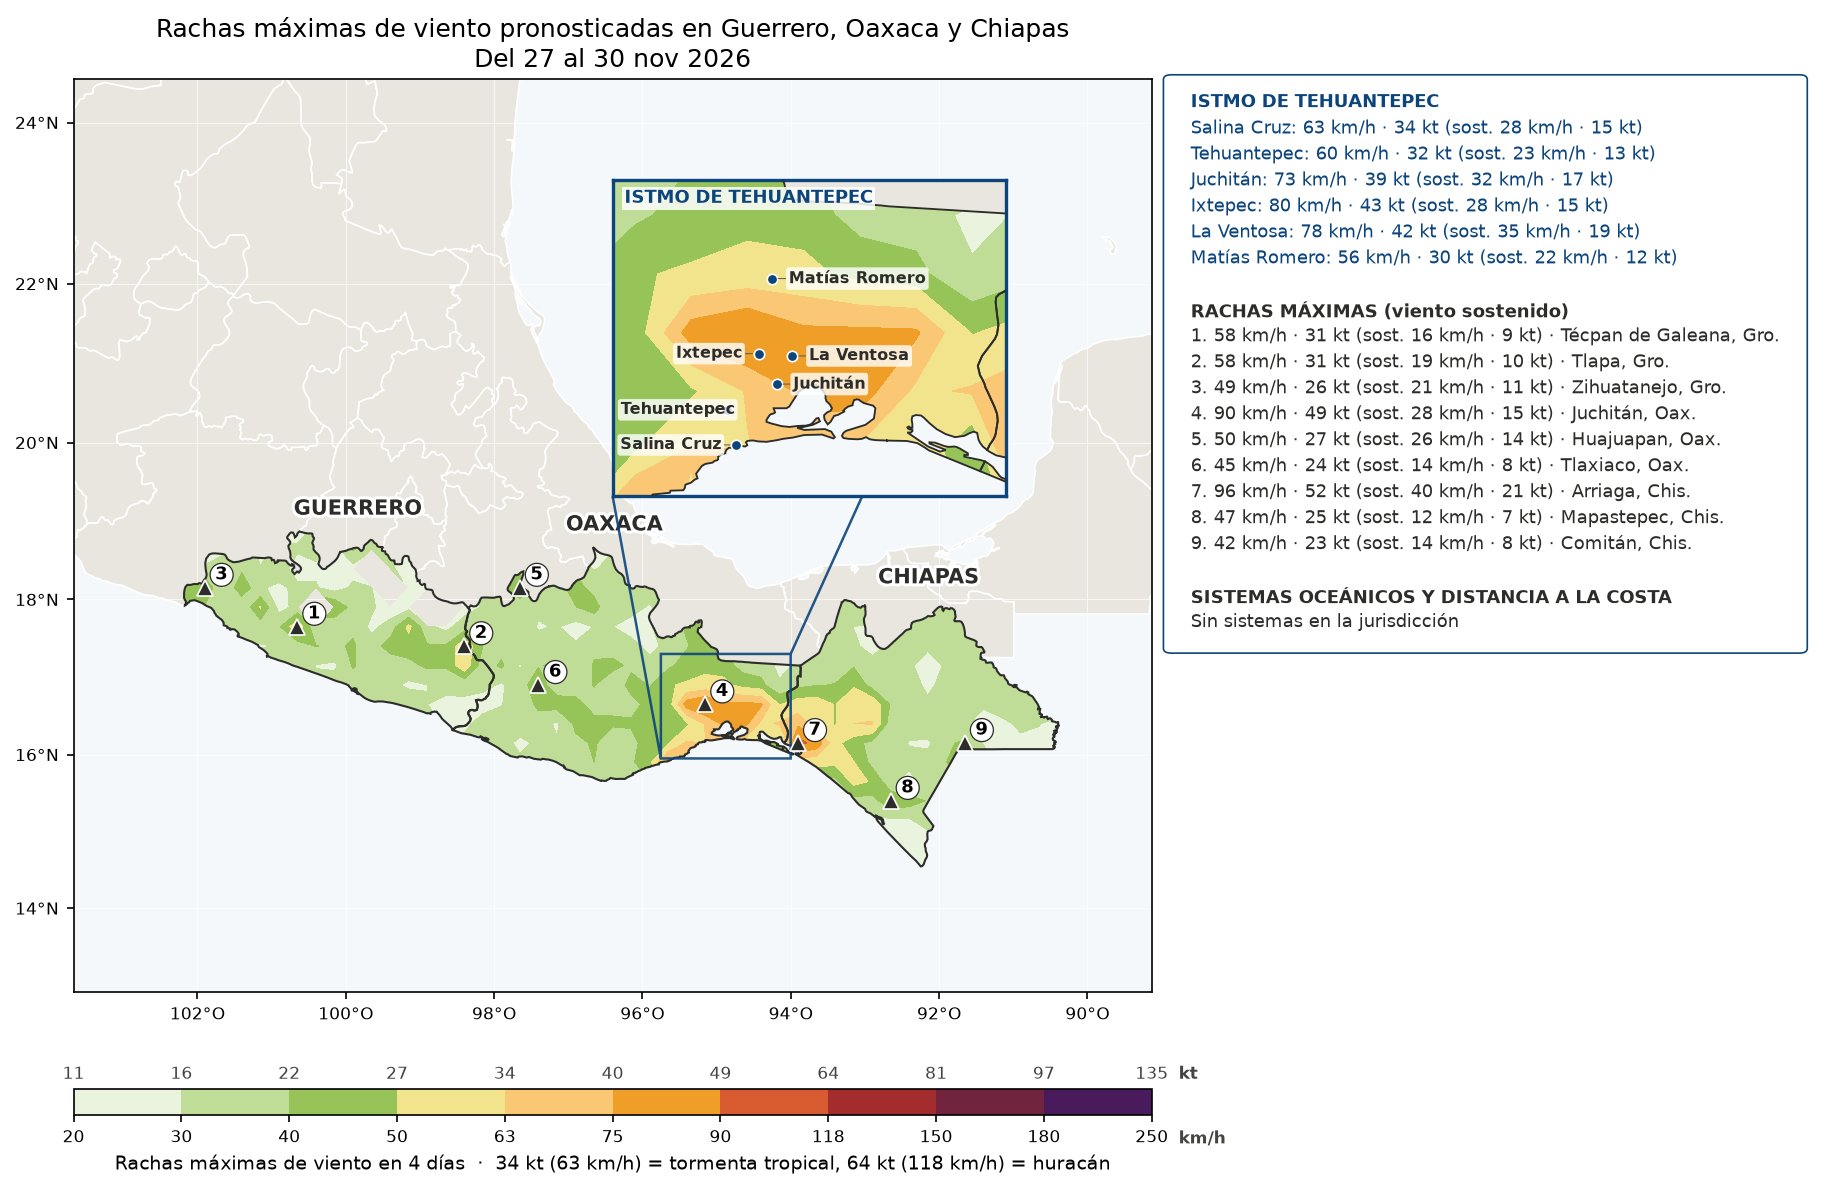 Rachas máximas de viento pronosticadas en Guerrero, Oaxaca y Chiapas
Del 27 al 30 nov 2026
24°N
22°N
20°N
18°N
16°N
14°N
102°O
100°O
98°O
96°O
94°O
92°O
90°O
GUERRERO
OAXACA
CHIAPAS
3
1
2
5
6
4
7
8
9
ISTMO DE TEHUANTEPEC
Matías Romero
Ixtepec
La Ventosa
Juchitán
Tehuantepec
Salina Cruz
ISTMO DE TEHUANTEPEC
Salina Cruz: 63 km/h · 34 kt (sost. 28 km/h · 15 kt)
Tehuantepec: 60 km/h · 32 kt (sost. 23 km/h · 13 kt)
Juchitán: 73 km/h · 39 kt (sost. 32 km/h · 17 kt)
Ixtepec: 80 km/h · 43 kt (sost. 28 km/h · 15 kt)
La Ventosa: 78 km/h · 42 kt (sost. 35 km/h · 19 kt)
Matías Romero: 56 km/h · 30 kt (sost. 22 km/h · 12 kt)
RACHAS MÁXIMAS (viento sostenido)
1. 58 km/h · 31 kt (sost. 16 km/h · 9 kt) · Técpan de Galeana, Gro.
2. 58 km/h · 31 kt (sost. 19 km/h · 10 kt) · Tlapa, Gro.
3. 49 km/h · 26 kt (sost. 21 km/h · 11 kt) · Zihuatanejo, Gro.
4. 90 km/h · 49 kt (sost. 28 km/h · 15 kt) · Juchitán, Oax.
5. 50 km/h · 27 kt (sost. 26 km/h · 14 kt) · Huajuapan, Oax.
6. 45 km/h · 24 kt (sost. 14 km/h · 8 kt) · Tlaxiaco, Oax.
7. 96 km/h · 52 kt (sost. 40 km/h · 21 kt) · Arriaga, Chis.
8. 47 km/h · 25 kt (sost. 12 km/h · 7 kt) · Mapastepec, Chis.
9. 42 km/h · 23 kt (sost. 14 km/h · 8 kt) · Comitán, Chis.
SISTEMAS OCEÁNICOS Y DISTANCIA A LA COSTA
Sin sistemas en la jurisdicción
11 16 22 27 34 40 49 64 81 97 135 kt
20 30 40 50 63 75 90 118 150 180 250 km/h
Rachas máximas de viento en 4 días · 34 kt (63 km/h) = tormenta tropical, 64 kt (118 km/h) = huracán